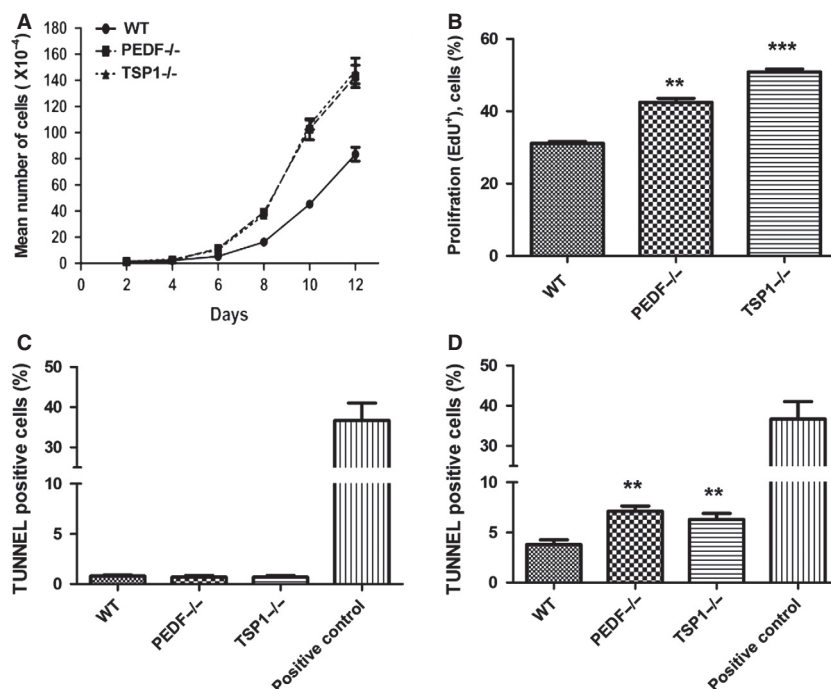 A
Mean number of cells ( X10⁻⁴)
180
160
140
120
100
80
60
40
20
0
0 2 4 6 8 10 12
Days
WT
PEDF-/-
TSP1-/-
B
Prolifration (EdU⁺), cells (%)
60
40
20
0
**
***
WT
PEDF-/-
TSP1-/-
C
TUNNEL positive cells (%)
50
40
30
10
5
0
WT
PEDF-/-
TSP1-/-
Positive control
D
TUNNEL positive cells (%)
50
40
30
10
5
0
**
**
WT
PEDF-/-
TSP1-/-
Positive control